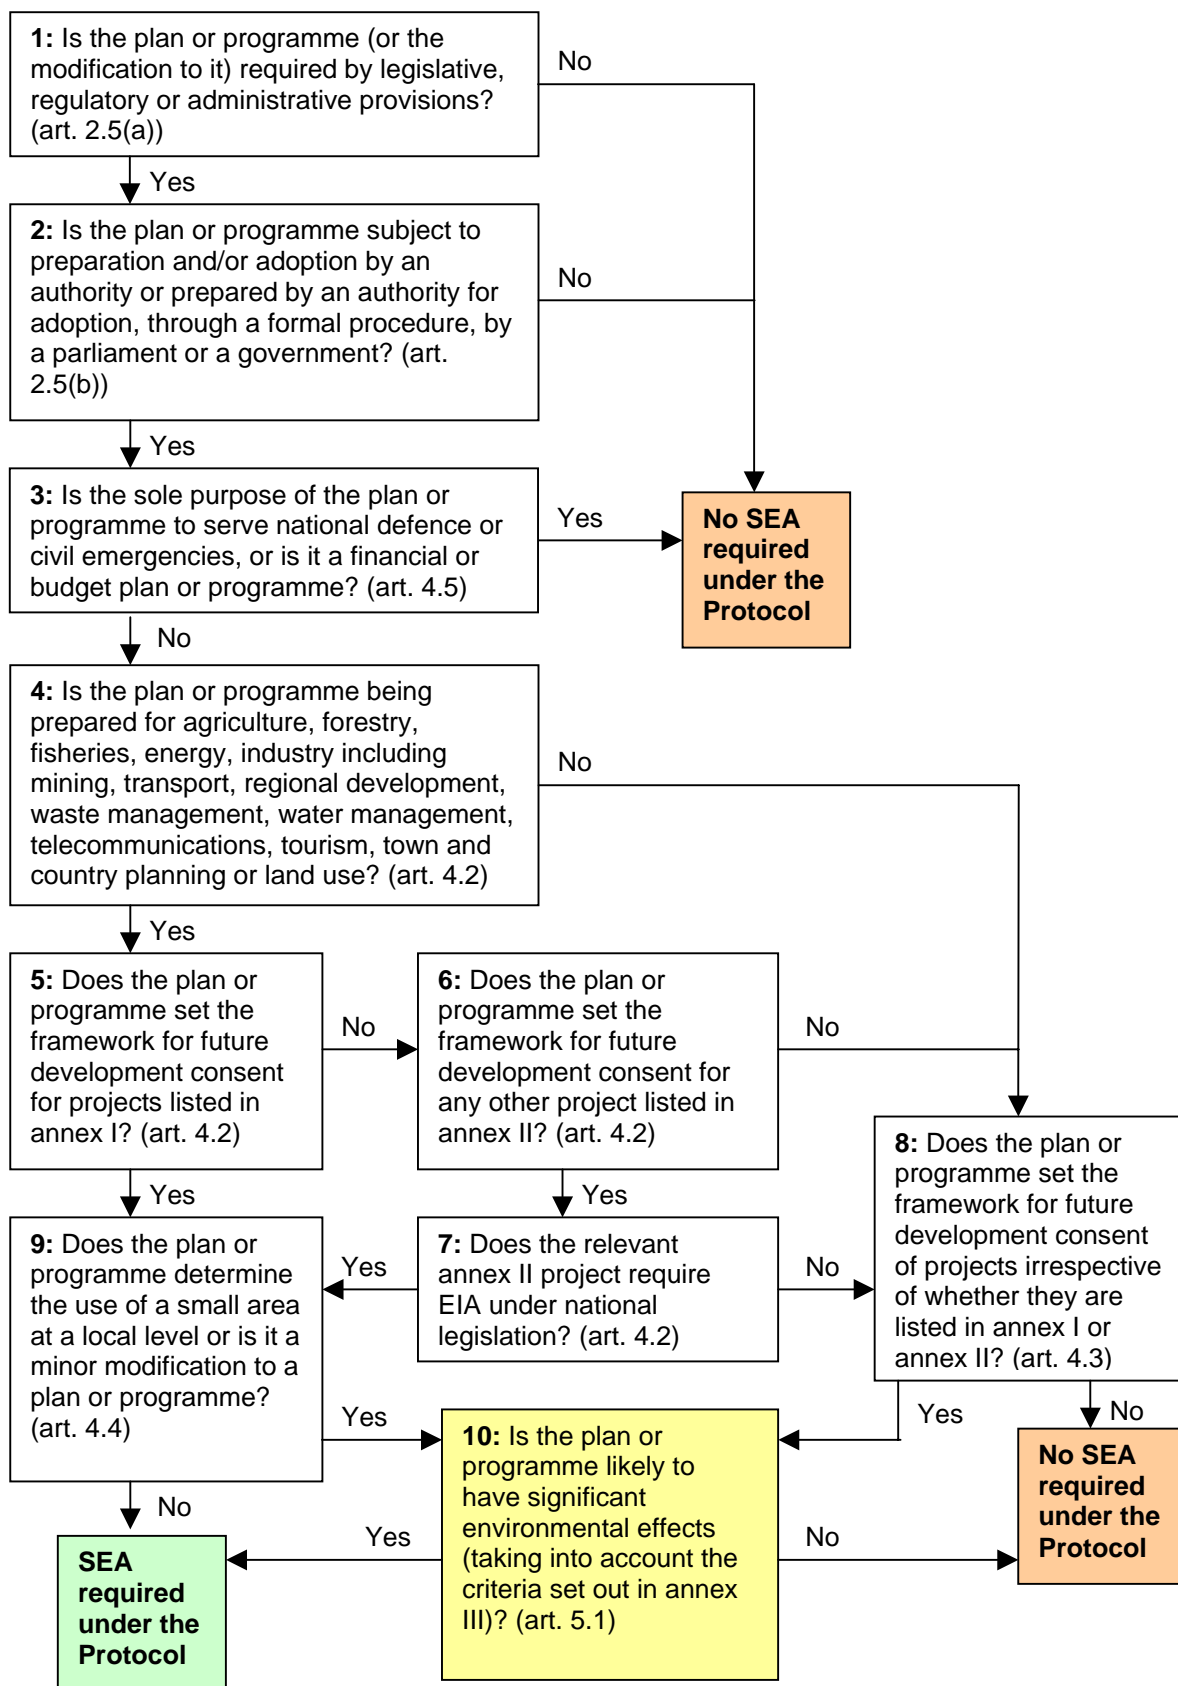 1: Is the plan or programme (or the
modification to it) required by legislative,
regulatory or administrative provisions?
(art. 2.5(a))
No
Yes
2: Is the plan or programme subject to
preparation and/or adoption by an
authority or prepared by an authority for
adoption, through a formal procedure, by
a parliament or a government? (art.
2.5(b))
No
Yes
3: Is the sole purpose of the plan or
programme to serve national defence or
civil emergencies, or is it a financial or
budget plan or programme? (art. 4.5)
Yes
No SEA
required
under the
Protocol
No
4: Is the plan or programme being
prepared for agriculture, forestry,
fisheries, energy, industry including
mining, transport, regional development,
waste management, water management,
telecommunications, tourism, town and
country planning or land use? (art. 4.2)
No
Yes
5: Does the plan or
programme set the
framework for future
development consent
for projects listed in
annex I? (art. 4.2)
No
6: Does the plan or
programme set the
framework for future
development consent for
any other project listed in
annex II? (art. 4.2)
No
Yes
Yes
8: Does the plan or
programme set the
framework for future
development consent
of projects irrespective
of whether they are
listed in annex I or
annex II? (art. 4.3)
9: Does the plan or
programme determine
the use of a small area
at a local level or is it a
minor modification to a
plan or programme?
(art. 4.4)
Yes
7: Does the relevant
annex II project require
EIA under national
legislation? (art. 4.2)
No
Yes
Yes
No
10: Is the plan or
programme likely to
have significant
environmental effects
(taking into account the
criteria set out in annex
III)? (art. 5.1)
No SEA
required
under the
Protocol
No
Yes
No
SEA
required
under the
Protocol